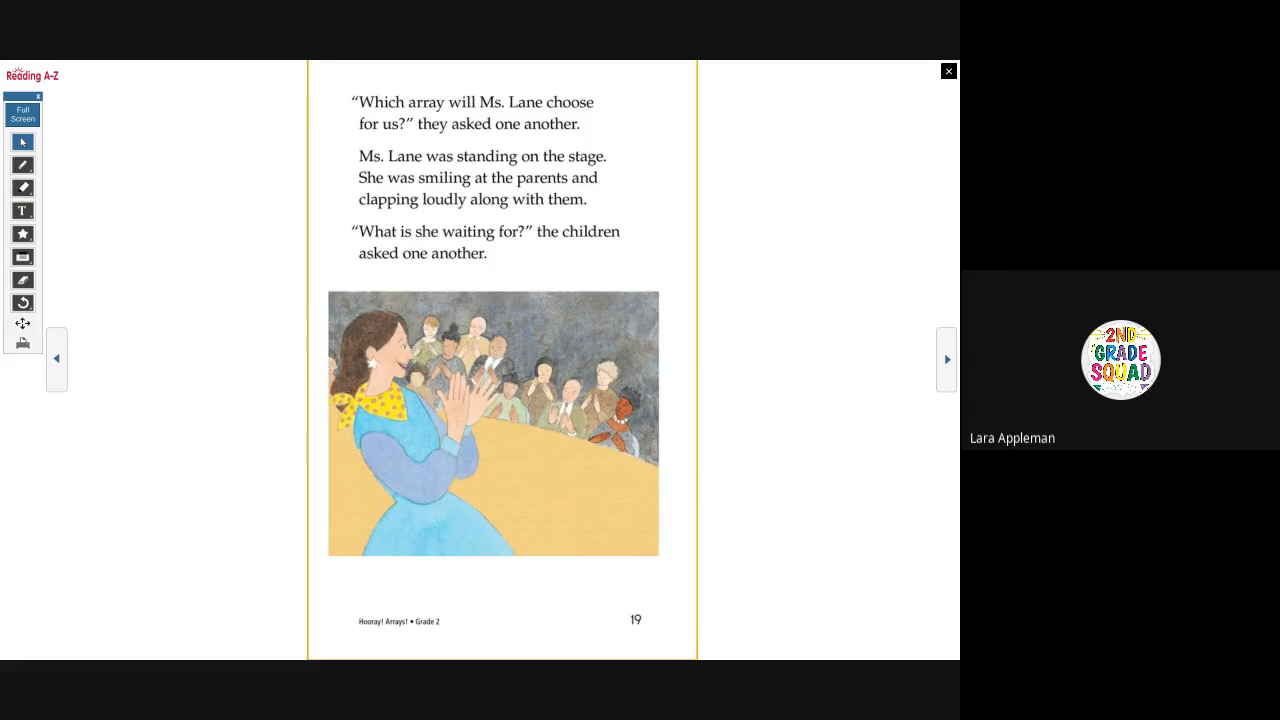 Reading A-Z
x
Full
Screen
T
“Which array will Ms. Lane choose
for us?” they asked one another.
Ms. Lane was standing on the stage.
She was smiling at the parents and
clapping loudly along with them.
“What is she waiting for?” the children
asked one another.
Hooray! Arrays! • Grade 2
19
2ND
GRADE
SQUAD
Lara Appleman